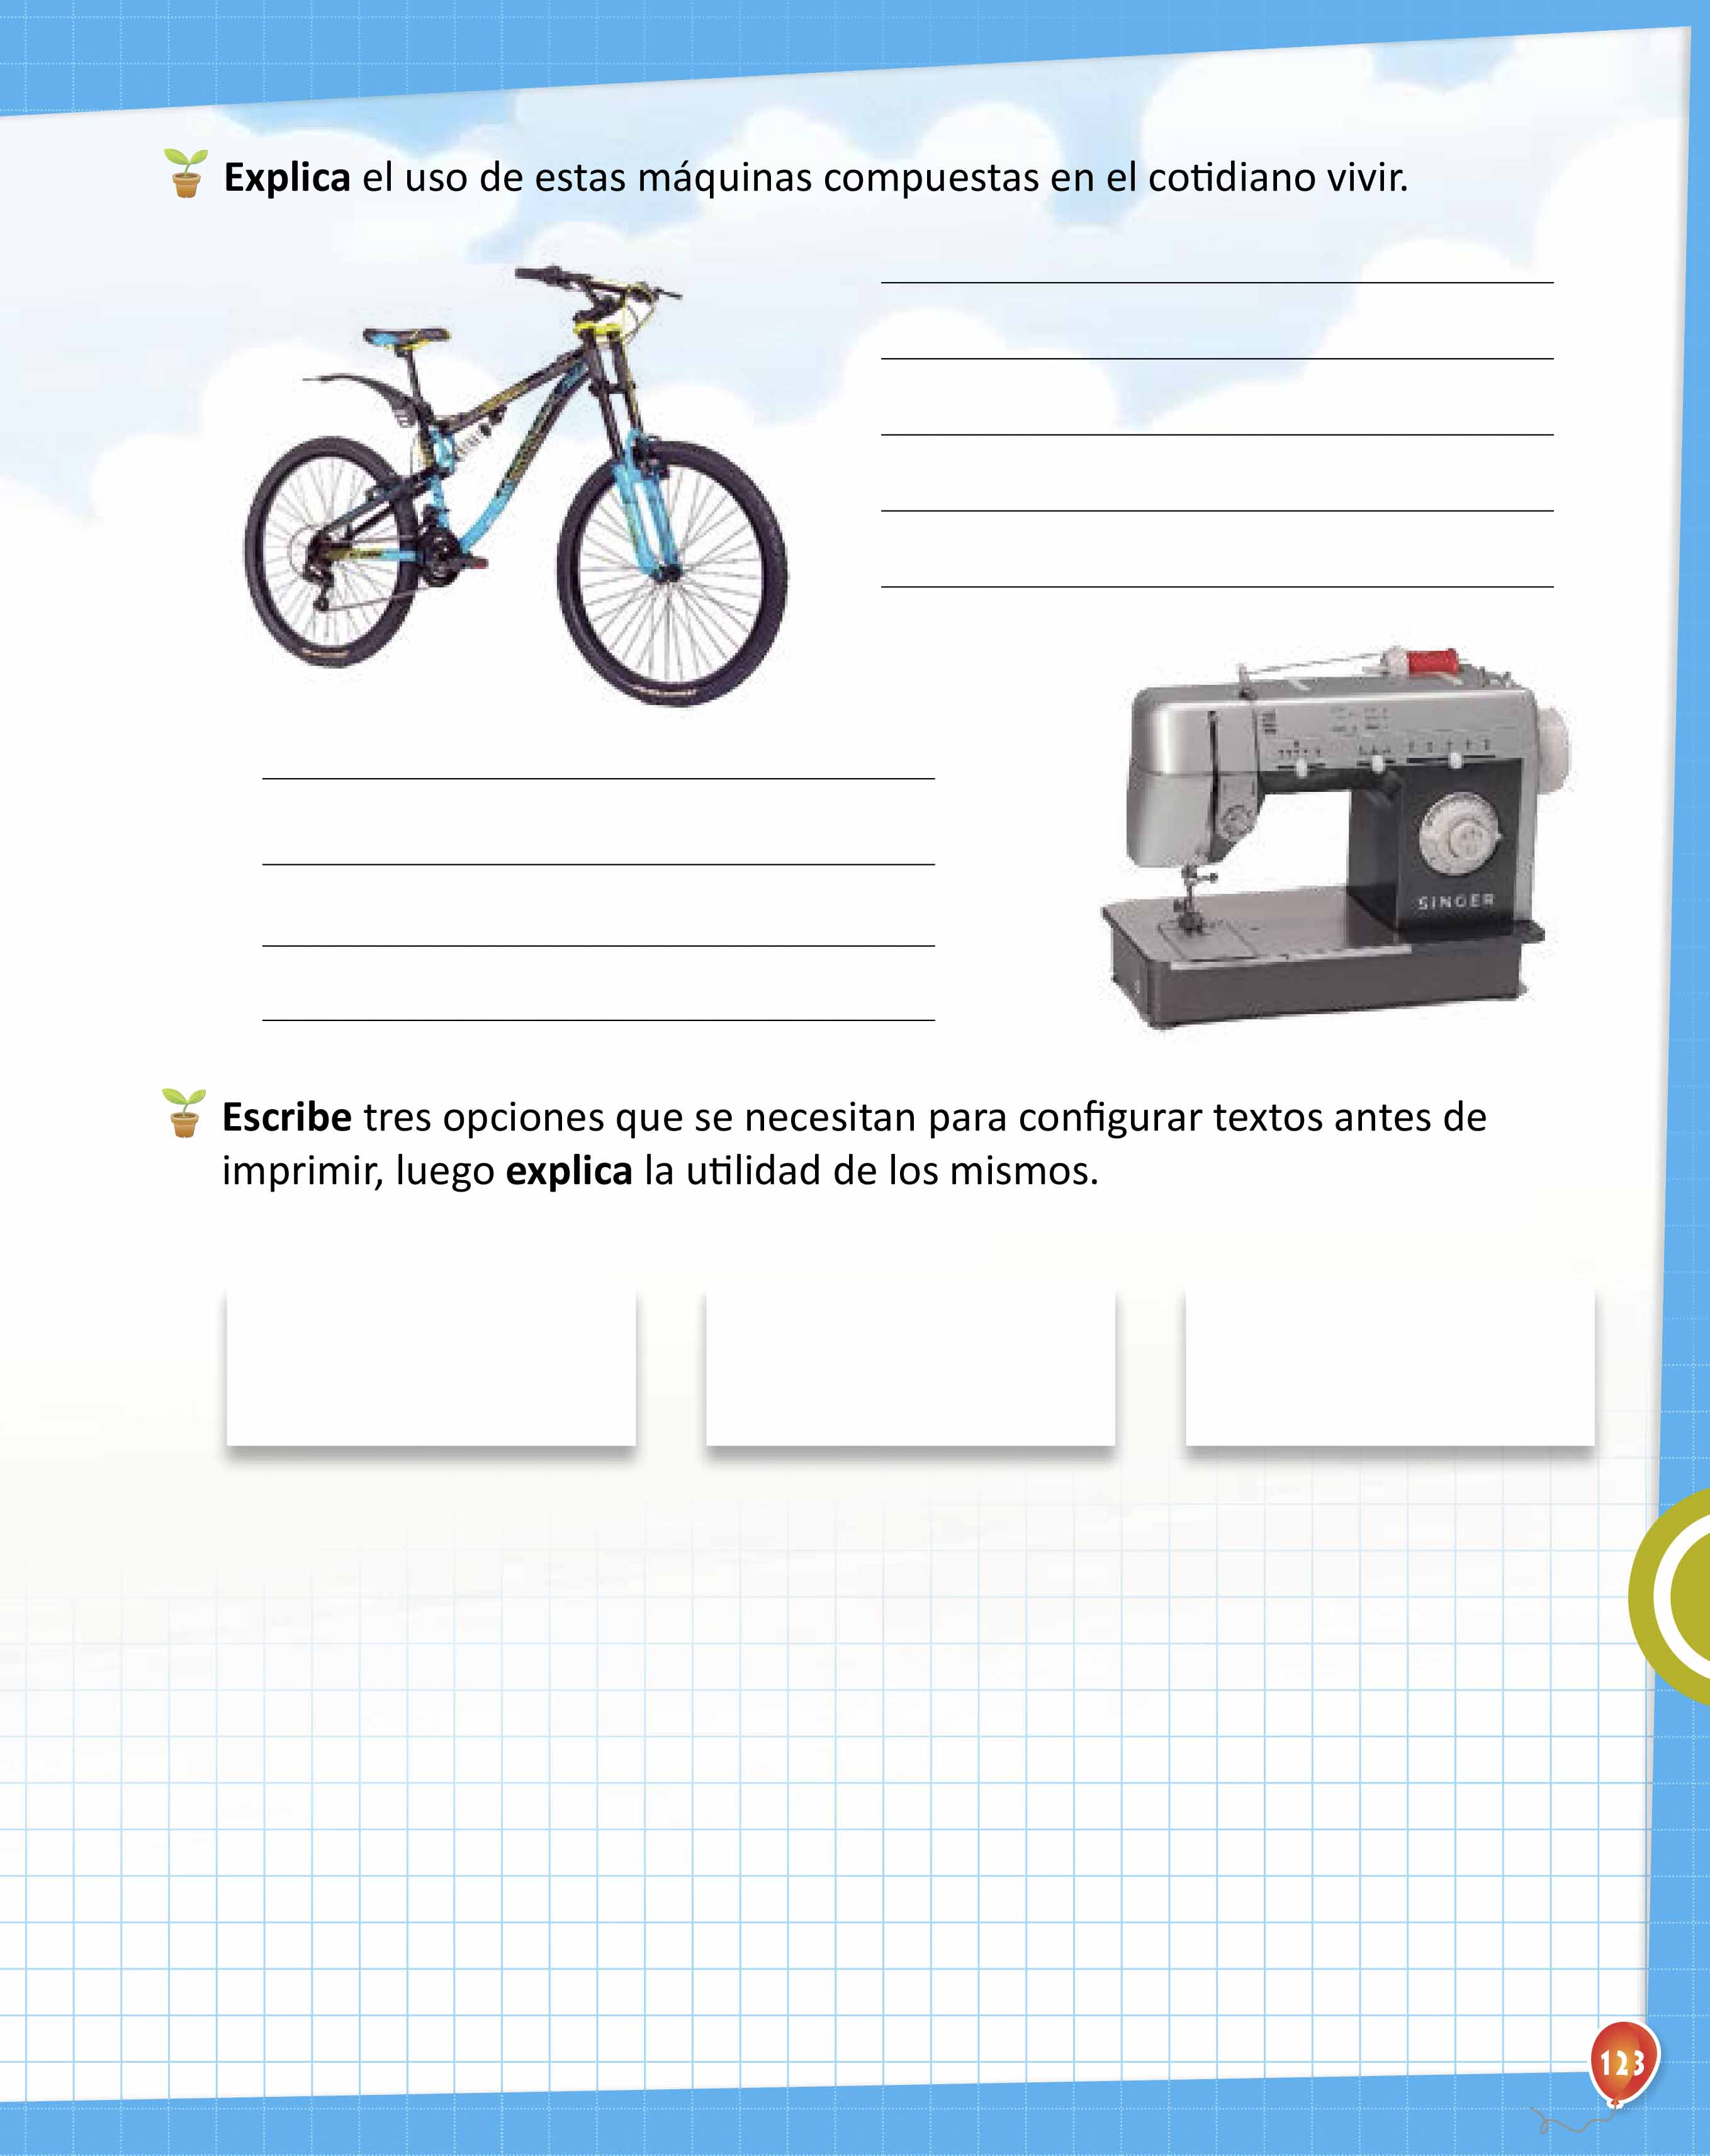 Explica el uso de estas máquinas compuestas en el cotidiano vivir.
SINGER
Escribe tres opciones que se necesitan para configurar textos antes de
imprimir, luego explica la utilidad de los mismos.
123